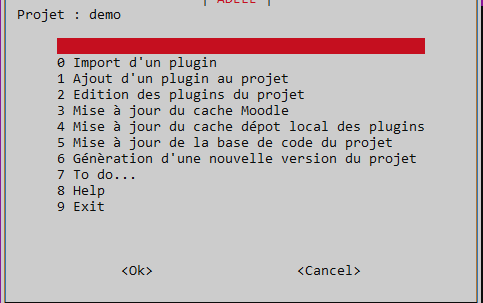 | ADELE |
Projet : demo
0 Import d'un plugin
1 Ajout d'un plugin au projet
2 Edition des plugins du projet
3 Mise à jour du cache Moodle
4 Mise à jour du cache dépot local des plugins
5 Mise à jour de la base de code du projet
6 Génèration d'une nouvelle version du projet
7 To do...
8 Help
9 Exit
<Ok> <Cancel>